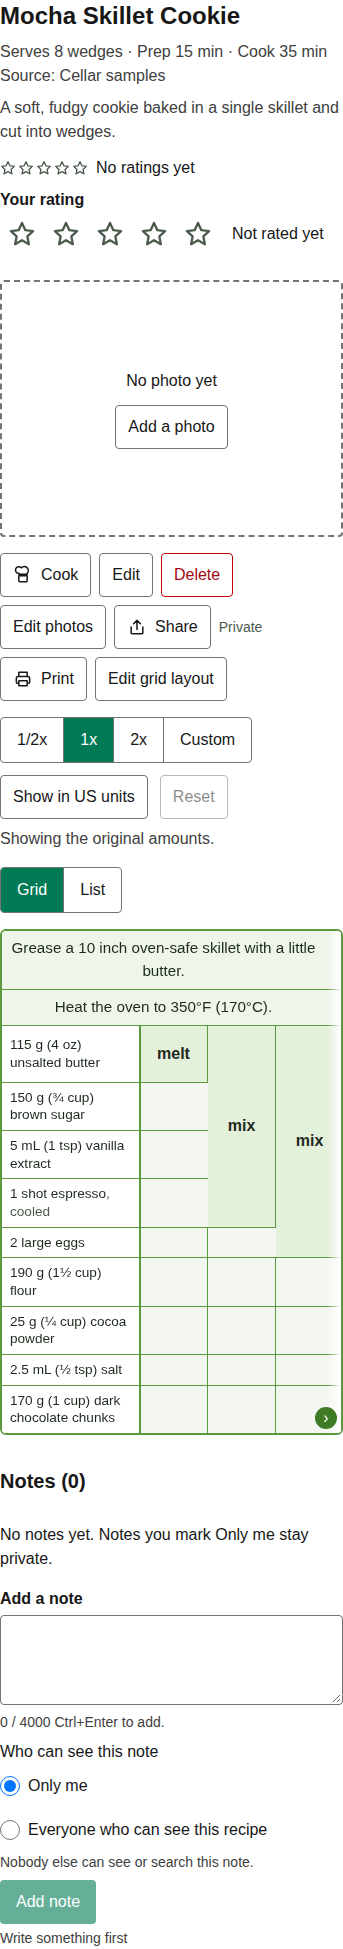 Mocha Skillet Cookie
Serves 8 wedges · Prep 15 min · Cook 35 min
Source: Cellar samples
A soft, fudgy cookie baked in a single skillet and
cut into wedges.
No ratings yet
Your rating
Not rated yet
No photo yet
Add a photo
Cook Edit Delete
Edit photos Share Private
Print Edit grid layout
1/2x 1x 2x Custom
Show in US units Reset
Showing the original amounts.
Grid List
Grease a 10 inch oven-safe skillet with a little
butter.
Heat the oven to 350°F (170°C).
115 g (4 oz)
unsalted butter
melt
150 g (¾ cup)
brown sugar
mix
mix
5 mL (1 tsp) vanilla
extract
1 shot espresso,
cooled
2 large eggs
190 g (1½ cup)
flour
25 g (¼ cup) cocoa
powder
2.5 mL (½ tsp) salt
170 g (1 cup) dark
chocolate chunks
Notes (0)
No notes yet. Notes you mark Only me stay
private.
Add a note
0 / 4000 Ctrl+Enter to add.
Who can see this note
Only me
Everyone who can see this recipe
Nobody else can see or search this note.
Add note
Write something first